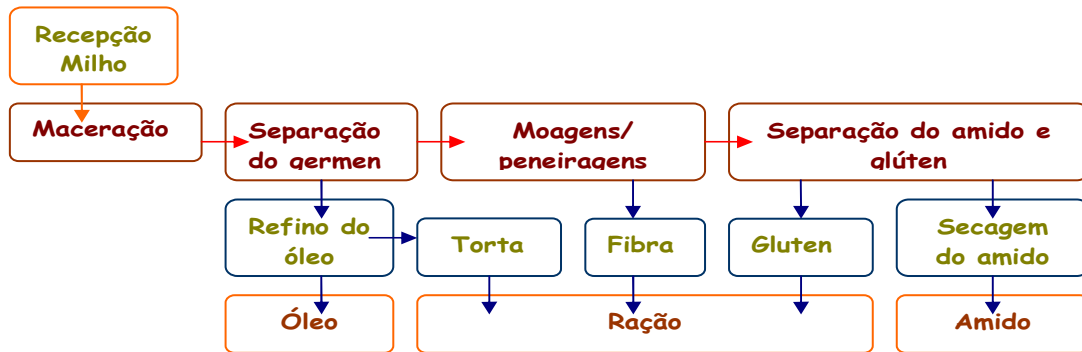 Recepção
Milho
Maceração
Separação
do germen
Moagens/
peneiragens
Separação do amido e
glúten
Refino do
óleo
Torta
Fibra
Gluten
Secagem
do amido
Óleo
Ração
Amido